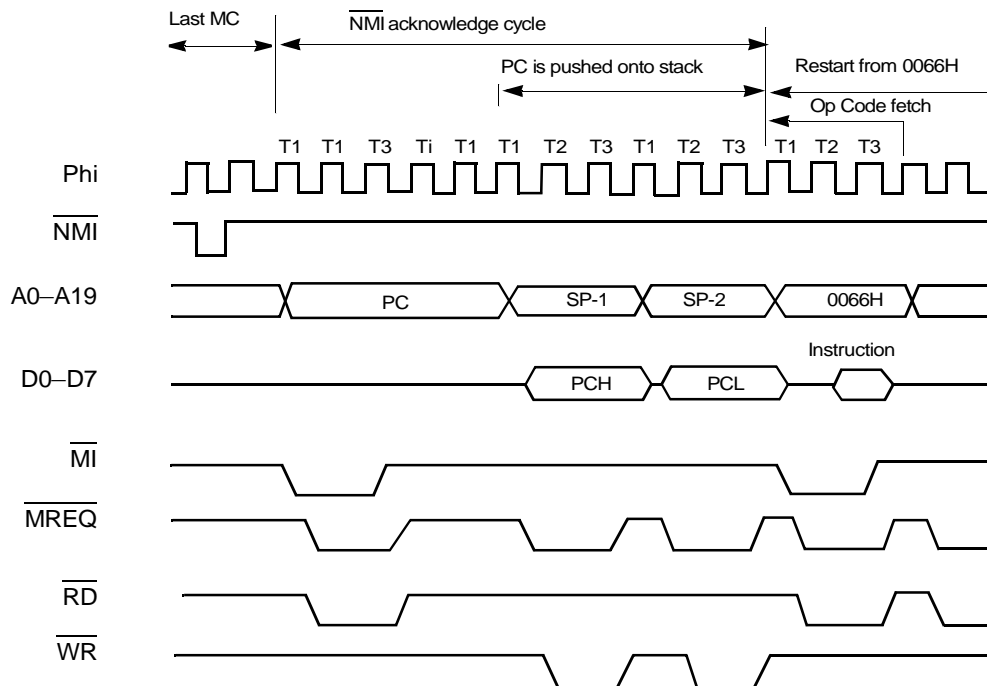 Last MC
NMI acknowledge cycle
PC is pushed onto stack
Restart from 0066H
Op Code fetch
T1 T1 T3 Ti T1 T1 T2 T3 T1 T2 T3 T1 T2 T3
Phi
NMI
A0–A19 PC SP-1 SP-2 0066H
Instruction
D0–D7 PCH PCL
MI
MREQ
RD
WR